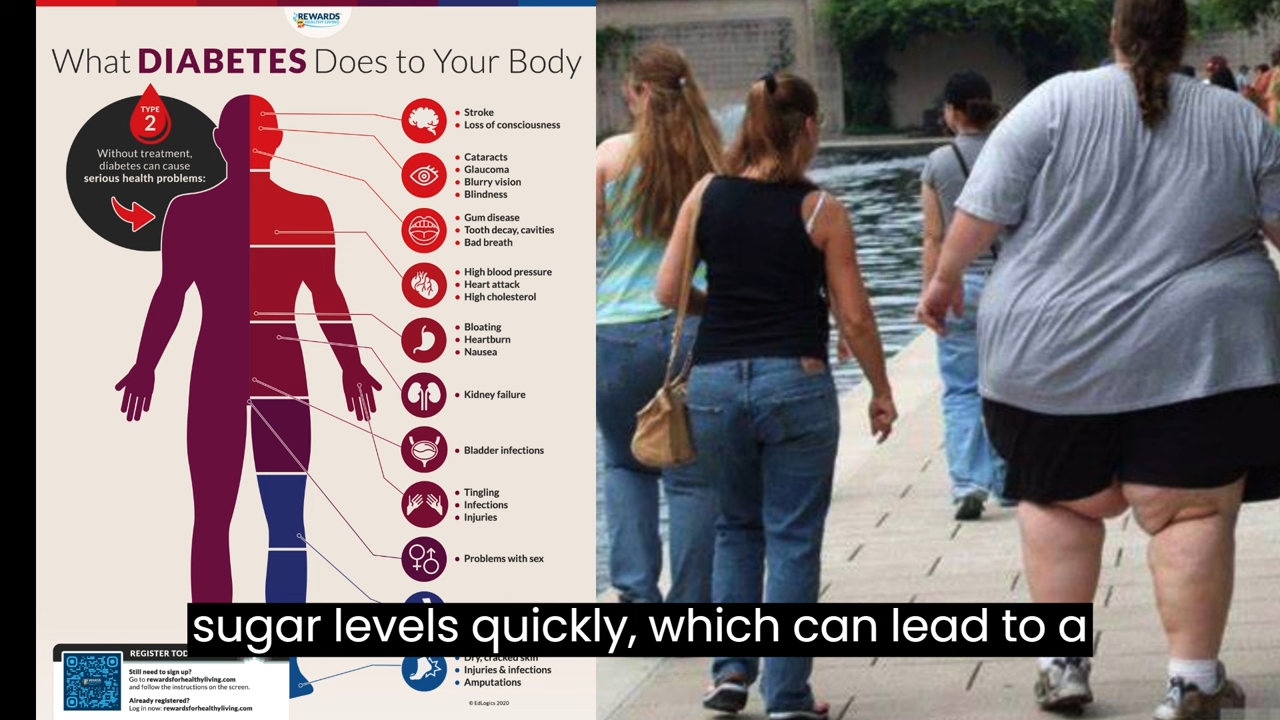 REWARDS
HEALTHY LIVING
What DIABETES Does to Your Body
TYPE
2
Without treatment,
diabetes can cause
serious health problems:
• Stroke
• Loss of consciousness
• Cataracts
• Glaucoma
• Blurry vision
• Blindness
• Gum disease
• Tooth decay, cavities
• Bad breath
• High blood pressure
• Heart attack
• High cholesterol
• Bloating
• Heartburn
• Nausea
• Kidney failure
• Bladder infections
• Tingling
• Infections
• Injuries
• Problems with sex
sugar levels quickly, which can lead to a
• Dry, cracked skin
• Injuries & infections
• Amputations
REGISTER
Still need to sign up?
Go to rewardsforhealthyliving.com
and follow the instructions on the screen.
Already registered?
Log in now: rewardsforhealthyliving.com
© EdLogics 2020